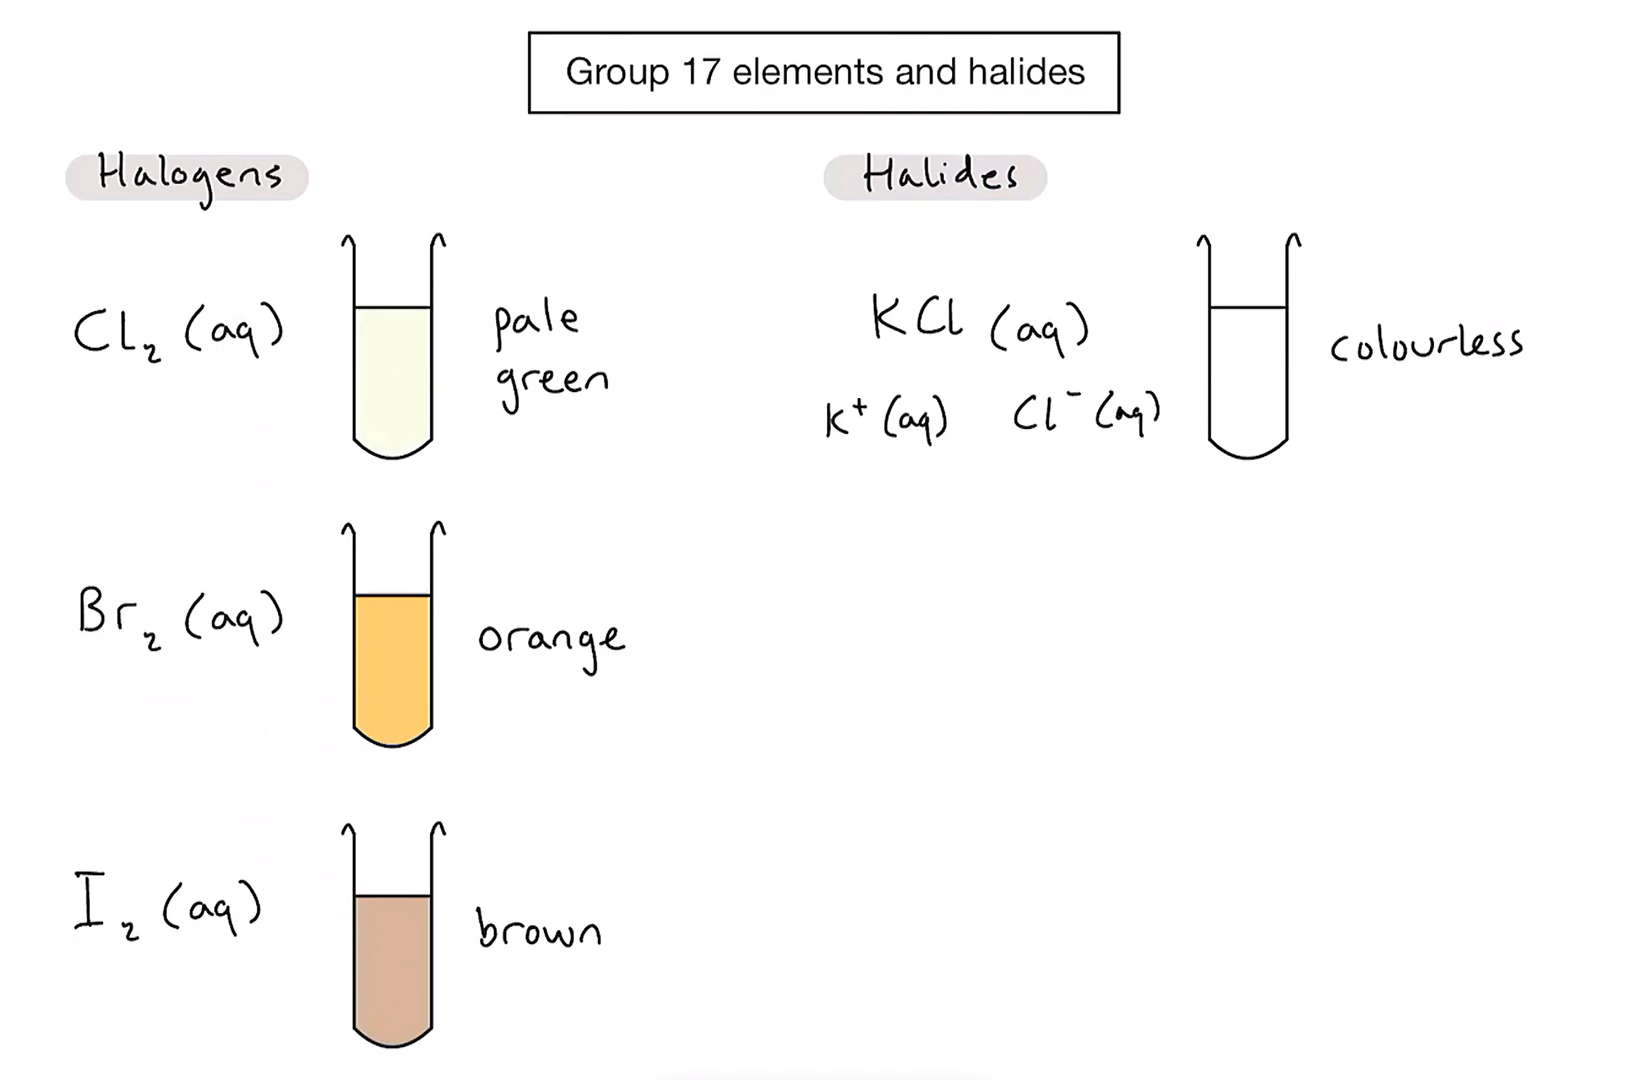 Group 17 elements and halides
Halogens
Cl₂ (aq)
pale
green
Br₂ (aq)
orange
I₂ (aq)
brown
Halides
KCl (aq)
K⁺ (aq) Cl⁻ (aq)
colourless